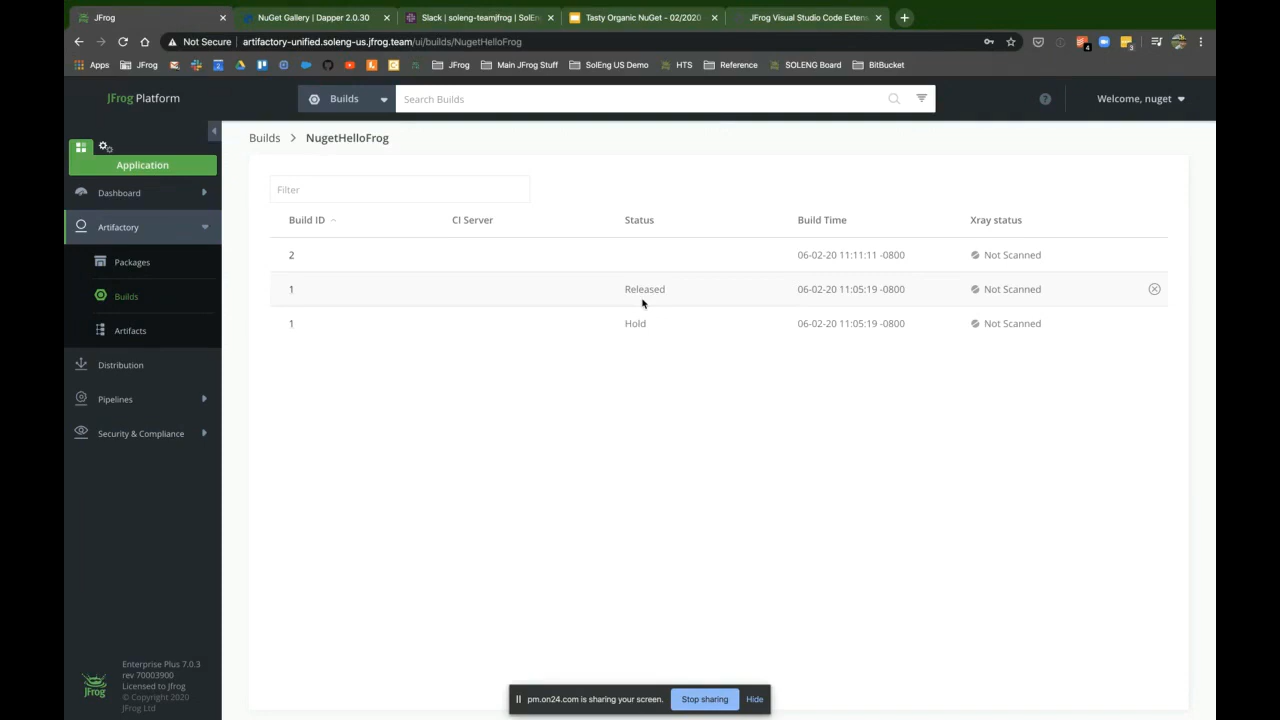 JFrog
NuGet Gallery | Dapper 2.0.30
Slack | soleng-teamjfrog | SolEn
Tasty Organic NuGet - 02/2020
JFrog Visual Studio Code Extens
Not Secure
artifactory-unified.soleng-us.jfrog.team/ui/builds/NugetHelloFrog
Apps
JFrog
JFrog
Main JFrog Stuff
SolEng US Demo
HTS
Reference
SOLENG Board
BitBucket
JFrog Platform
Builds
Search Builds
Welcome, nuget
Builds > NugetHelloFrog
Application
Dashboard
Artifactory
Packages
Builds
Artifacts
Distribution
Pipelines
Security & Compliance
Filter
Build ID CI Server Status Build Time Xray status
2 06-02-20 11:11:11 -0800 Not Scanned
1 Released 06-02-20 11:05:19 -0800 Not Scanned
1 Hold 06-02-20 11:05:19 -0800 Not Scanned
JFrog
Enterprise Plus 7.0.3
rev 70003900
Licensed to Jfrog
© Copyright 2020
JFrog Ltd
pm.on24.com is sharing your screen.
Stop sharing
Hide